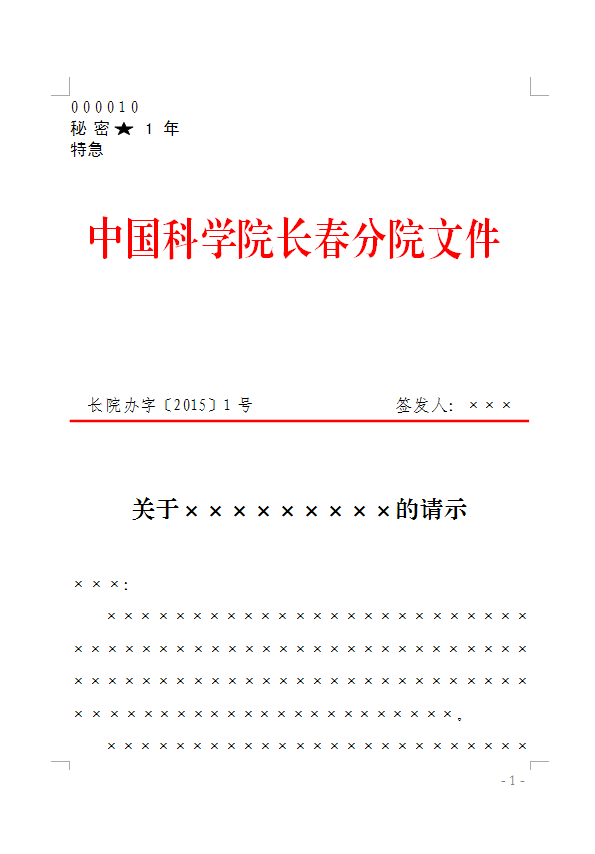 000010
秘密★1年
特急
中国科学院长春分院文件
长院办字〔2015〕1号 签发人：×××
关于×××××××××的请示
×××：
×××××××××××××××××××××××××
×××××××××××××××××××××××××××
×××××××××××××××××××××××××××
×××××××××××××××××××××××。
×××××××××××××××××××××××××
- 1 -